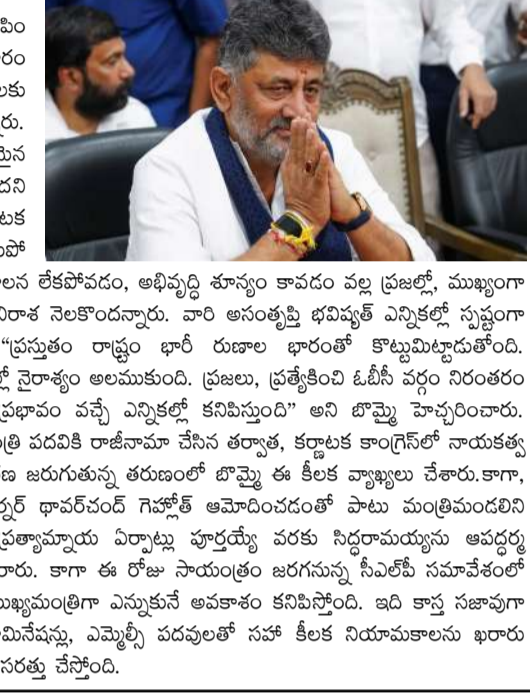 పిం
రం
లకు
రు.
మైన
దని
టక
పో
లన లేకపోవడం, అభివృద్ధి శూన్యం కావడం వల్ల ప్రజల్లో, ముఖ్యంగా
నిరాశ నెలకొందన్నారు. వారి అసంతృప్తి భవిష్యత్ ఎన్నికల్లో స్పష్టంగా
“ప్రస్తుతం రాష్ట్రం భారీ రుణాల భారంతో కొట్టుమిట్టాడుతోంది.
ల్లో నైరాశ్యం అలముకుంది. ప్రజలు, ప్రత్యేకించి ఓబీసీ వర్గం నిరంతరం
ప్రభావం వచ్చే ఎన్నికల్లో కనిపిస్తుంది” అని బొమ్మై హెచ్చరించారు.
త్రి పదవికి రాజీనామా చేసిన తర్వాత, కర్ణాటక కాంగ్రెస్‌లో నాయకత్వ
ణ జరుగుతున్న తరుణంలో బొమ్మై ఈ కీలక వ్యాఖ్యలు చేశారు.కాగా,
ర్నర్ థావర్‌చంద్ గెహ్లోత్ ఆమోదించడంతో పాటు మంత్రిమండలిని
ప్రత్యామ్నాయ ఏర్పాట్లు పూర్తయ్యే వరకు సిద్ధరామయ్యను ఆపద్ధర్మ
రారు. కాగా ఈ రోజు సాయంత్రం జరగనున్న సీఎల్‌పీ సమావేశంలో
ముఖ్యమంత్రిగా ఎన్నుకునే అవకాశం కనిపిస్తోంది. ఇది కాస్త సజావుగా
ామినేషన్లు, ఎమ్మెల్సీ పదవులతో సహా కీలక నియామకాలను ఖరారు
సరత్తు చేస్తోంది.